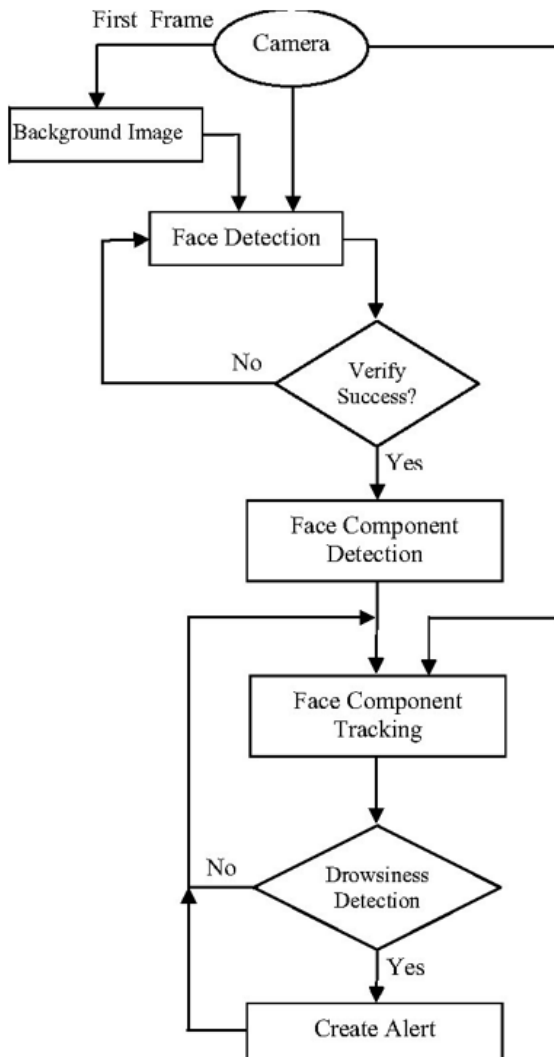 First Frame
Camera
Background Image
Face Detection
No
Verify
Success?
Yes
Face Component
Detection
Face Component
Tracking
No
Drowsiness
Detection
Yes
Create Alert